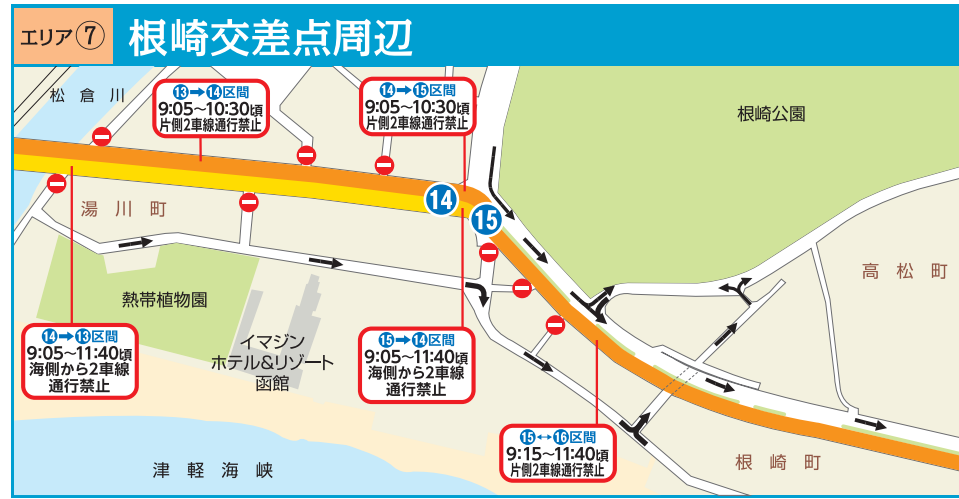 エリア⑦ 根崎交差点周辺
松倉川
⑬→⑭区間
9:05~10:30頃
片側2車線通行禁止
⑭→⑮区間
9:05~10:30頃
片側2車線通行禁止
根崎公園
湯川町
⑭
⑮
高松町
熱帯植物園
⑭→⑬区間
9:05~11:40頃
海側から2車線
通行禁止
イマジン
ホテル&リゾート
函館
⑮→⑭区間
9:05~11:40頃
海側から2車線
通行禁止
⑮↔⑯区間
9:15~11:40頃
片側2車線通行禁止
根崎町
津軽海峡